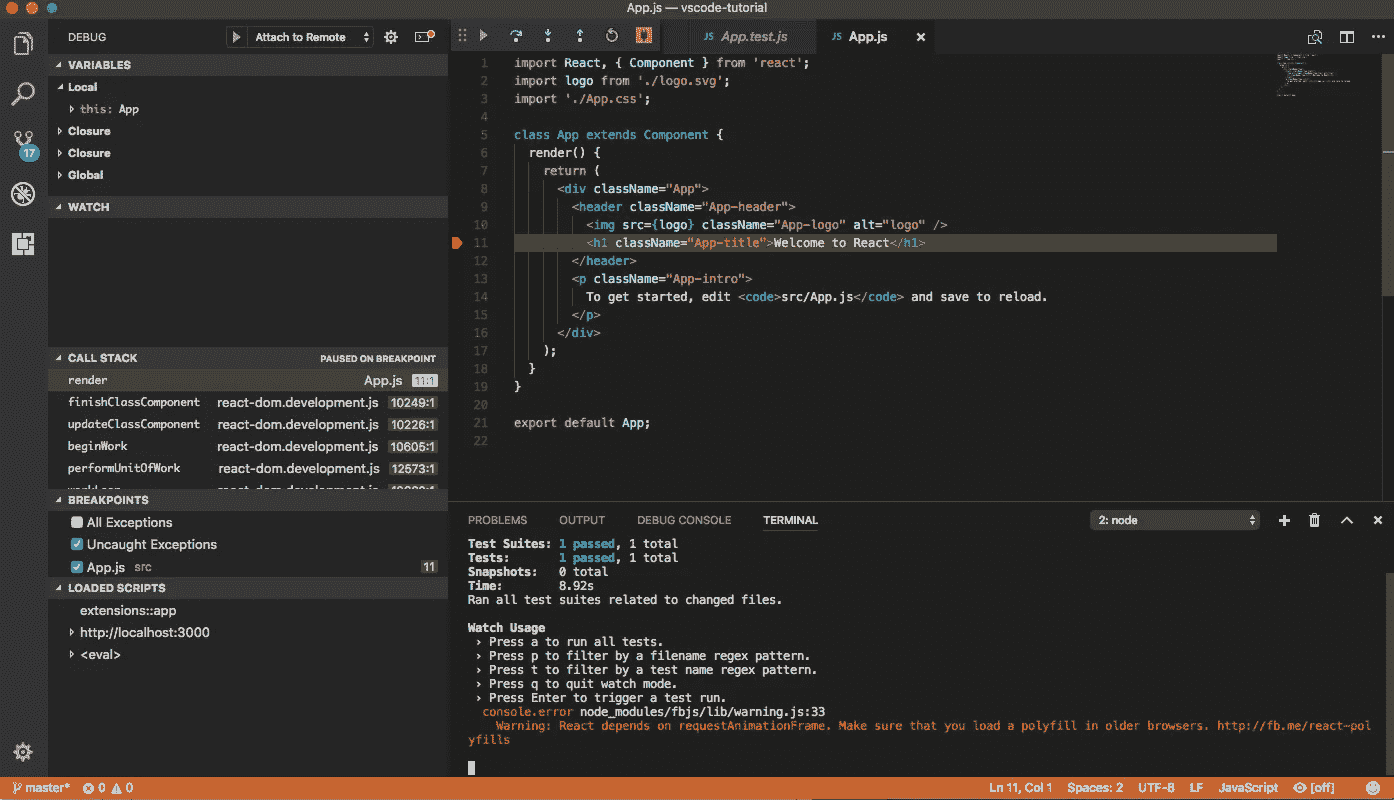 App.js — vscode-tutorial
DEBUG
Attach to Remote
VARIABLES
Local
this: App
Closure
Closure
Global
17
WATCH
CALL STACK PAUSED ON BREAKPOINT
render App.js 11:1
finishClassComponent react-dom.development.js 10249:1
updateClassComponent react-dom.development.js 10226:1
beginWork react-dom.development.js 10605:1
performUnitOfWork react-dom.development.js 12573:1
BREAKPOINTS
All Exceptions
Uncaught Exceptions
App.js src 11
LOADED SCRIPTS
extensions::app
http://localhost:3000
<eval>
JS App.test.js JS App.js
1 import React, { Component } from 'react';
2 import logo from './logo.svg';
3 import './App.css';
4
5 class App extends Component {
6 render() {
7 return (
8 <div className="App">
9 <header className="App-header">
10 <img src={logo} className="App-logo" alt="logo" />
11 <h1 className="App-title">Welcome to React</h1>
12 </header>
13 <p className="App-intro">
14 To get started, edit <code>src/App.js</code> and save to reload.
15 </p>
16 </div>
17 );
18 }
19 }
20
21 export default App;
22
PROBLEMS OUTPUT DEBUG CONSOLE TERMINAL 2: node
Test Suites: 1 passed, 1 total
Tests: 1 passed, 1 total
Snapshots: 0 total
Time: 8.92s
Ran all test suites related to changed files.
Watch Usage
› Press a to run all tests.
› Press p to filter by a filename regex pattern.
› Press t to filter by a test name regex pattern.
› Press q to quit watch mode.
› Press Enter to trigger a test run.
console.error node_modules/fbjs/lib/warning.js:33
Warning: React depends on requestAnimationFrame. Make sure that you load a polyfill in older browsers. http://fb.me/react-pol
yfills
master* 0 0 Ln 11, Col 1 Spaces: 2 UTF-8 LF JavaScript [off]